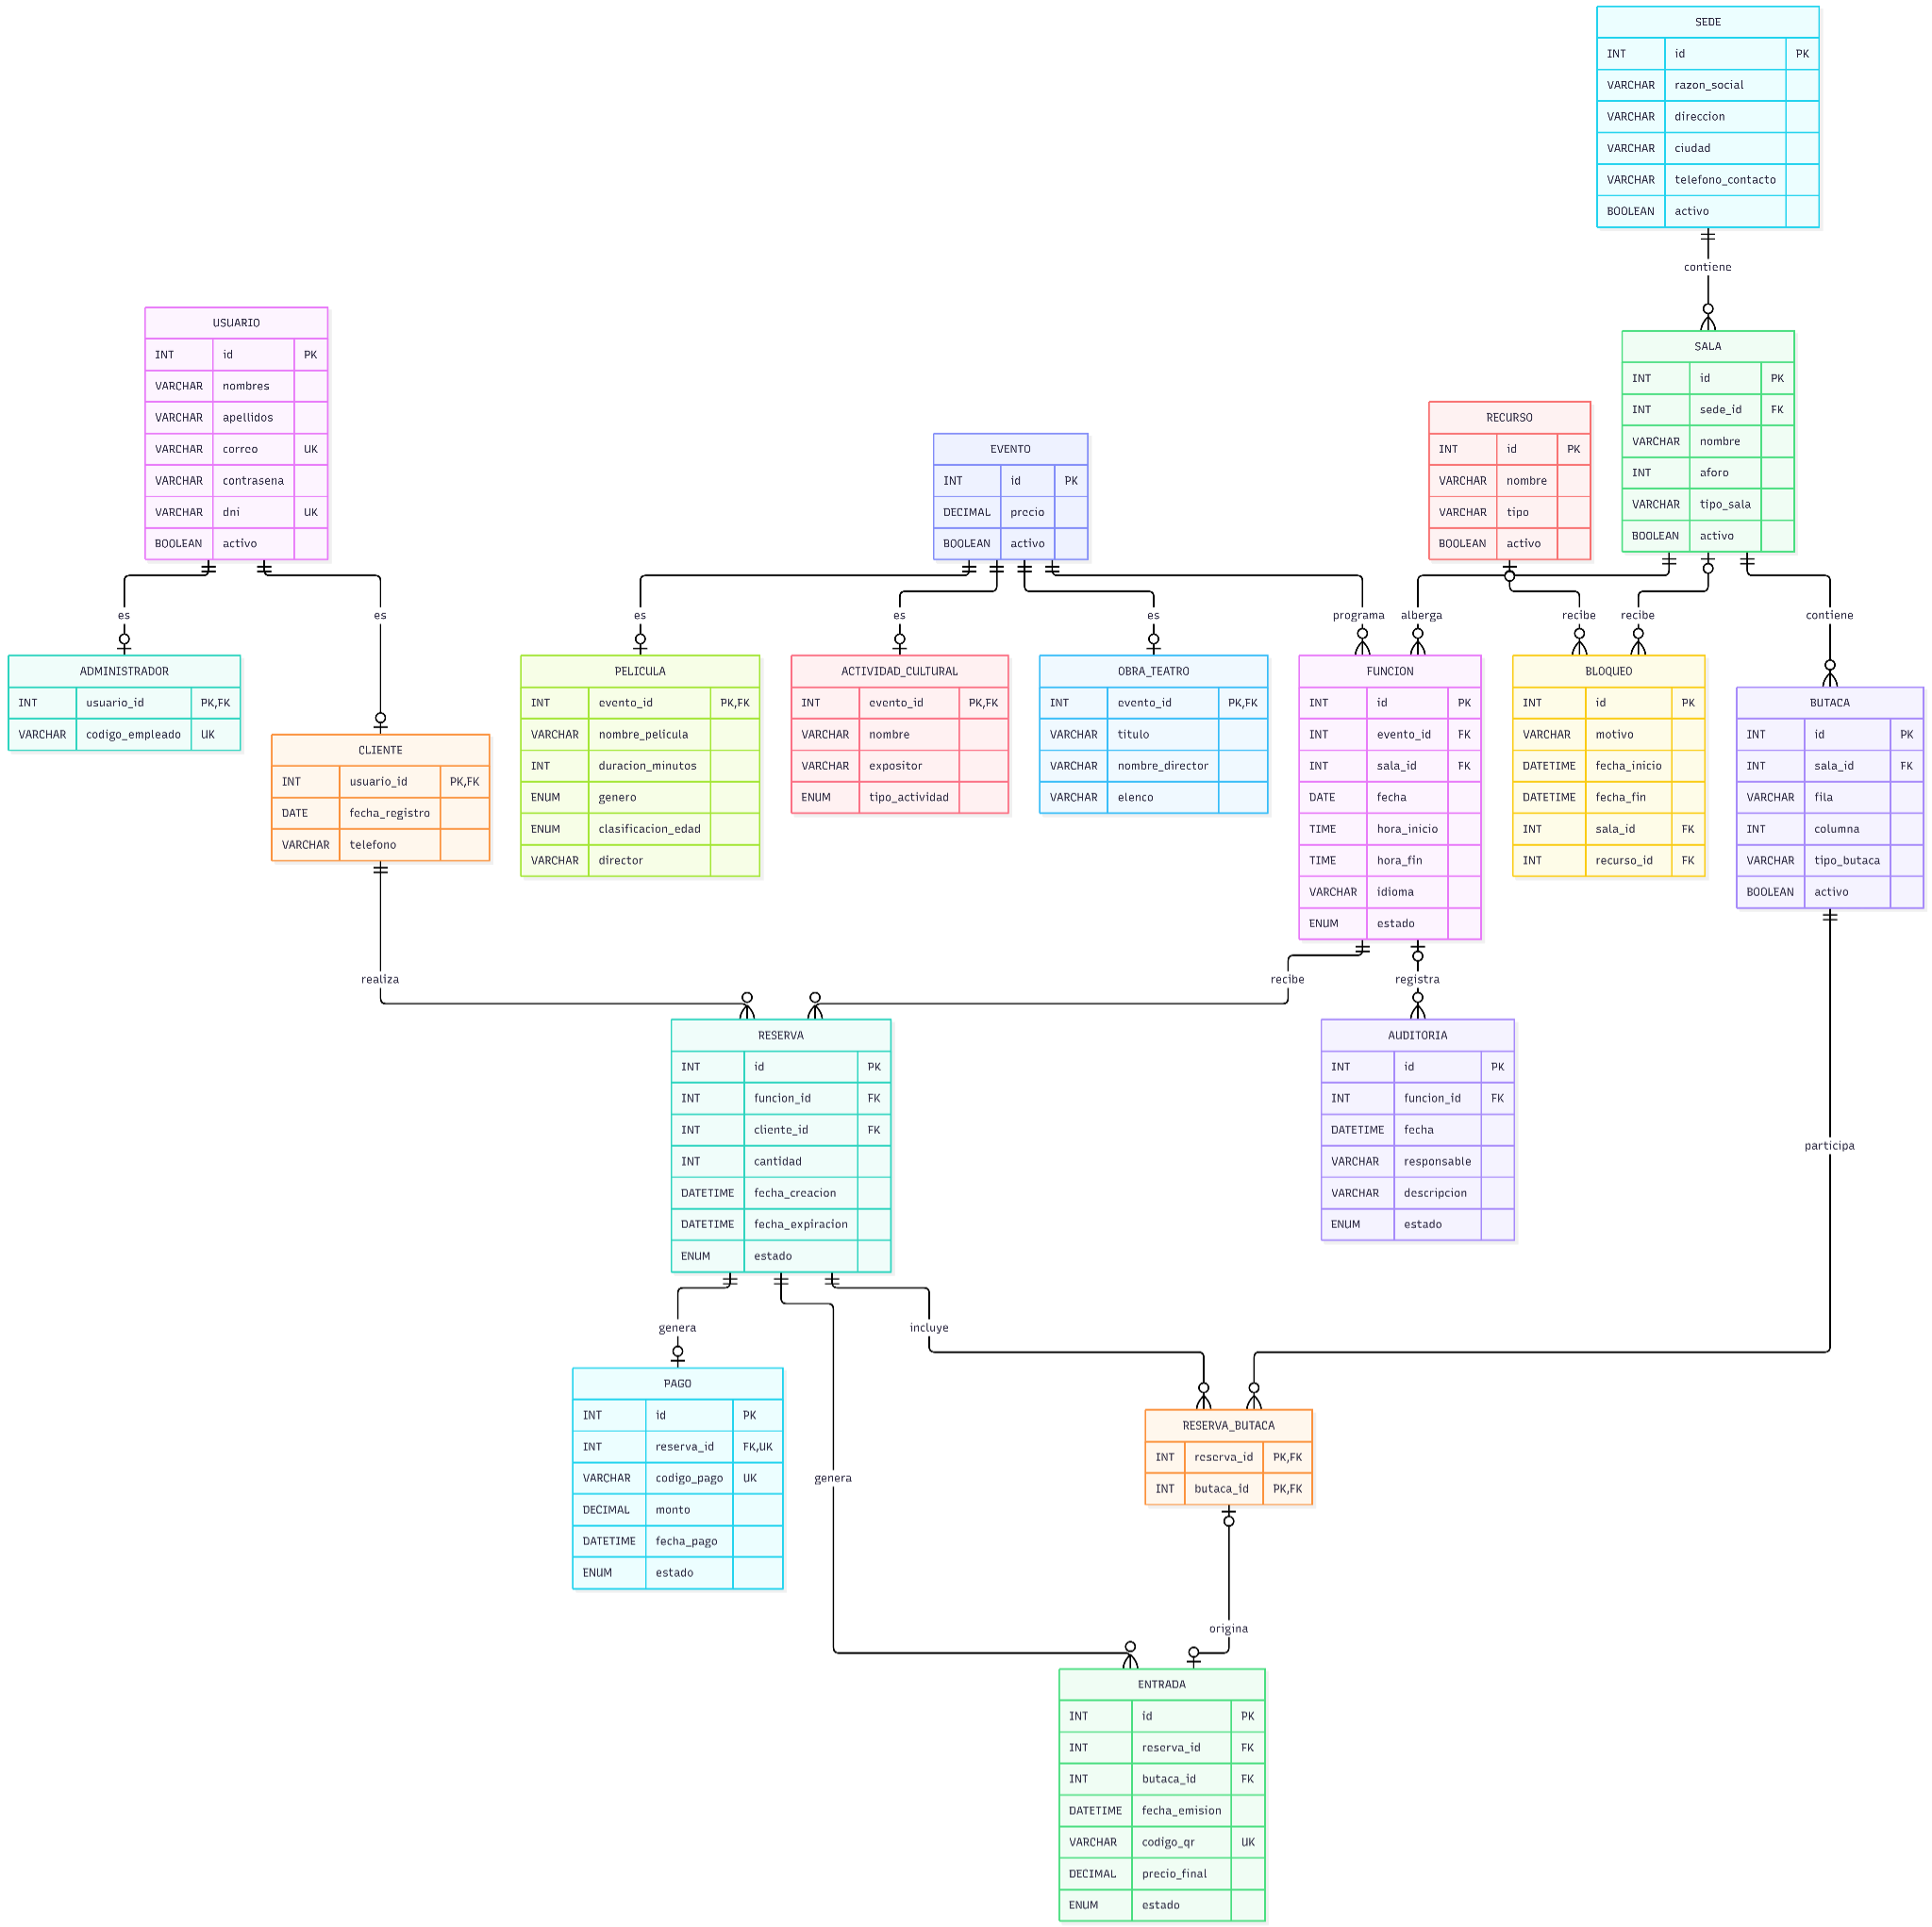 SEDE
INT id PK
VARCHAR razon_social
VARCHAR direccion
VARCHAR ciudad
VARCHAR telefono_contacto
BOOLEAN activo
contiene
USUARIO
INT id PK
VARCHAR nombres
VARCHAR apellidos
VARCHAR correo UK
VARCHAR contrasena
VARCHAR dni UK
BOOLEAN activo
EVENTO
INT id PK
DECIMAL precio
BOOLEAN activo
RECURSO
INT id PK
VARCHAR nombre
VARCHAR tipo
BOOLEAN activo
SALA
INT id PK
INT sede_id FK
VARCHAR nombre
INT aforo
VARCHAR tipo_sala
BOOLEAN activo
es es es es es programa alberga recibe recibe contiene
ADMINISTRADOR
INT usuario_id PK,FK
VARCHAR codigo_empleado UK
CLIENTE
INT usuario_id PK,FK
DATE fecha_registro
VARCHAR telefono
PELICULA
INT evento_id PK,FK
VARCHAR nombre_pelicula
INT duracion_minutos
ENUM genero
ENUM clasificacion_edad
VARCHAR director
ACTIVIDAD_CULTURAL
INT evento_id PK,FK
VARCHAR nombre
VARCHAR expositor
ENUM tipo_actividad
OBRA_TEATRO
INT evento_id PK,FK
VARCHAR titulo
VARCHAR nombre_director
VARCHAR elenco
FUNCION
INT id PK
INT evento_id FK
INT sala_id FK
DATE fecha
TIME hora_inicio
TIME hora_fin
VARCHAR idioma
ENUM estado
BLOQUEO
INT id PK
VARCHAR motivo
DATETIME fecha_inicio
DATETIME fecha_fin
INT sala_id FK
INT recurso_id FK
BUTACA
INT id PK
INT sala_id FK
VARCHAR fila
INT columna
VARCHAR tipo_butaca
BOOLEAN activo
realiza recibe registra
RESERVA
INT id PK
INT funcion_id FK
INT cliente_id FK
INT cantidad
DATETIME fecha_creacion
DATETIME fecha_expiracion
ENUM estado
AUDITORIA
INT id PK
INT funcion_id FK
DATETIME fecha
VARCHAR responsable
VARCHAR descripcion
ENUM estado
participa
genera incluye
PAGO
INT id PK
INT reserva_id FK,UK
VARCHAR codigo_pago UK
DECIMAL monto
DATETIME fecha_pago
ENUM estado
genera
RESERVA_BUTACA
INT reserva_id PK,FK
INT butaca_id PK,FK
origina
ENTRADA
INT id PK
INT reserva_id FK
INT butaca_id FK
DATETIME fecha_emision
VARCHAR codigo_qr UK
DECIMAL precio_final
ENUM estado